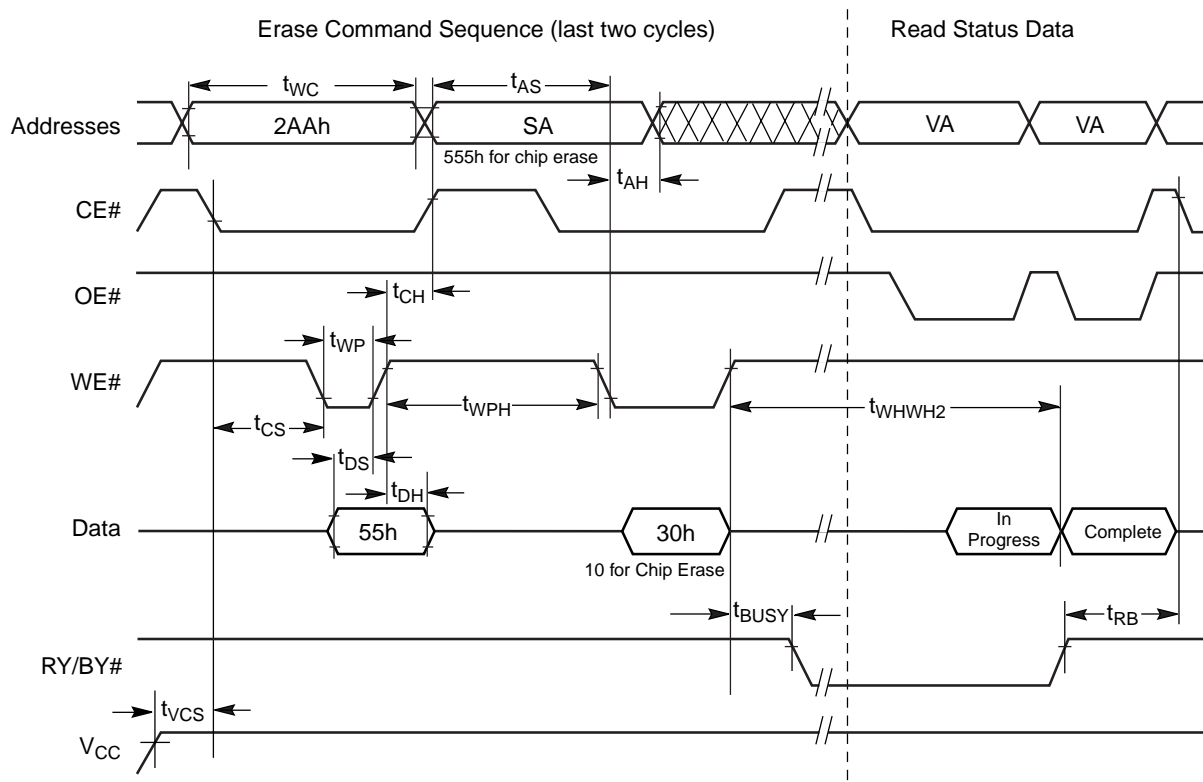 Erase Command Sequence (last two cycles)
Read Status Data
tWC
tAS
Addresses
2AAh
SA
VA
VA
555h for chip erase
tAH
CE#
OE#
tCH
tWP
WE#
tWPH
tWHWH2
tCS
tDS
tDH
Data
55h
30h
In
Progress
Complete
10 for Chip Erase
tBUSY
tRB
RY/BY#
tVCS
VCC